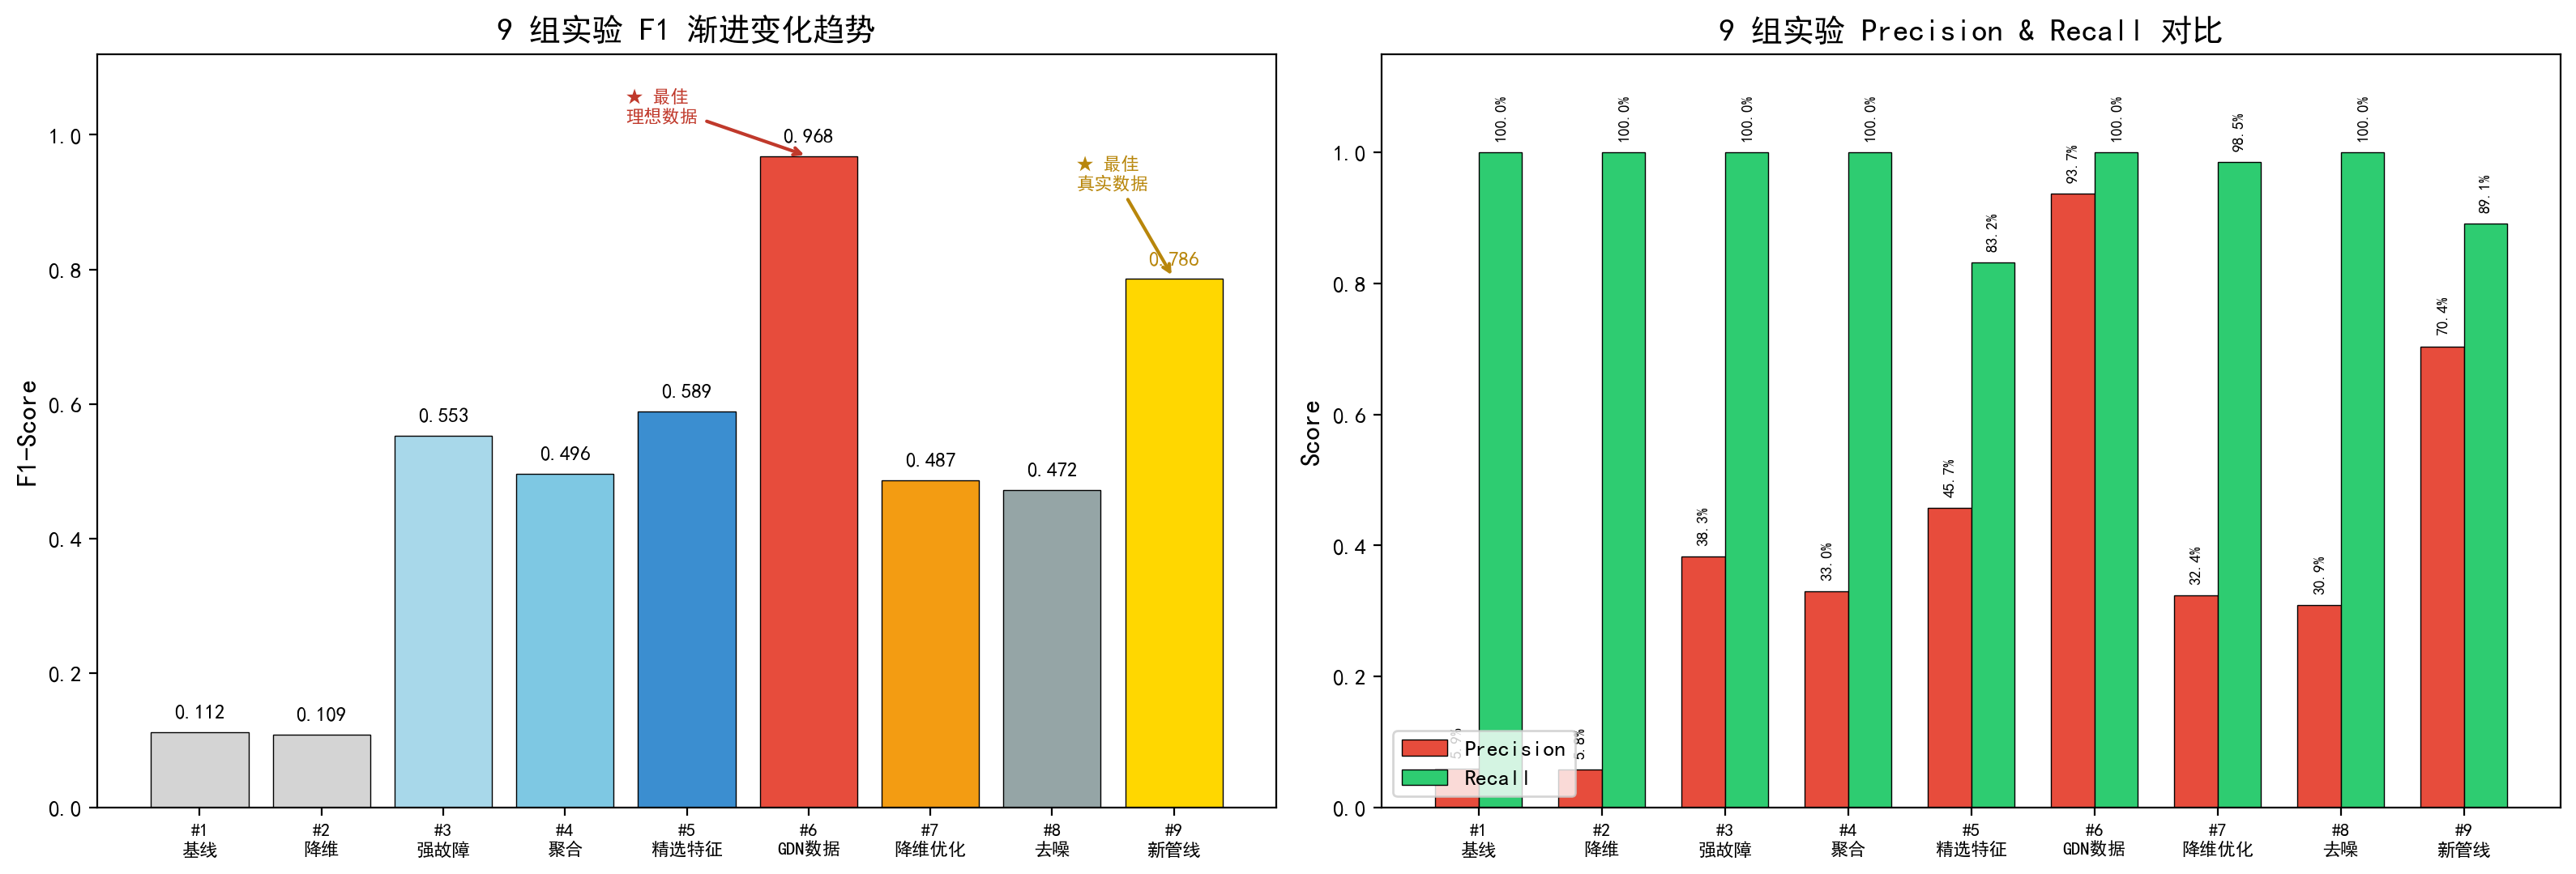 9 组实验 F1 渐进变化趋势
F1-Score
1.0
0.8
0.6
0.4
0.2
0.0
★ 最佳
理想数据
★ 最佳
真实数据
0.112
0.109
0.553
0.496
0.589
0.968
0.487
0.472
0.786
#1
基线
#2
降维
#3
强故障
#4
聚合
#5
精选特征
#6
GDN数据
#7
降维优化
#8
去噪
#9
新管线
9 组实验 Precision & Recall 对比
Score
1.0
0.8
0.6
0.4
0.2
0.0
5.9%
100.0%
5.8%
100.0%
38.3%
100.0%
33.0%
100.0%
45.7%
83.2%
93.7%
100.0%
32.4%
98.5%
30.9%
100.0%
70.4%
89.1%
Precision
Recall
#1
基线
#2
降维
#3
强故障
#4
聚合
#5
精选特征
#6
GDN数据
#7
降维优化
#8
去噪
#9
新管线